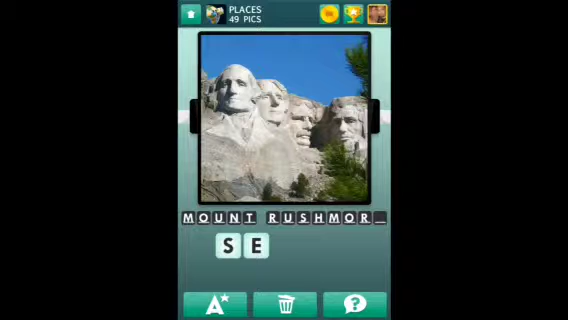 PLACES
49 PICS
MOUNT RUSHMOR_
S E
A ?